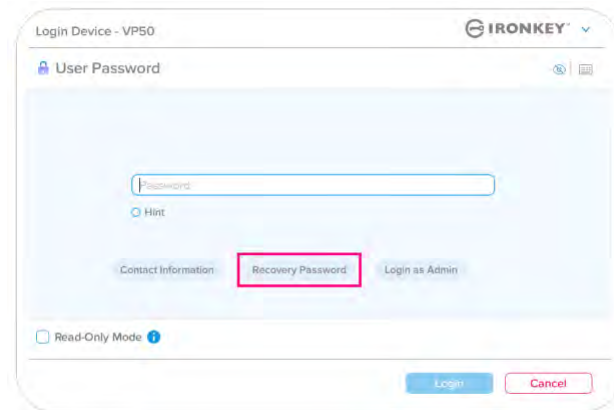 Login Device - VP50
IRONKEY
User Password
Password
Hint
Contact Information Recovery Password Login as Admin
Read-Only Mode
Login Cancel